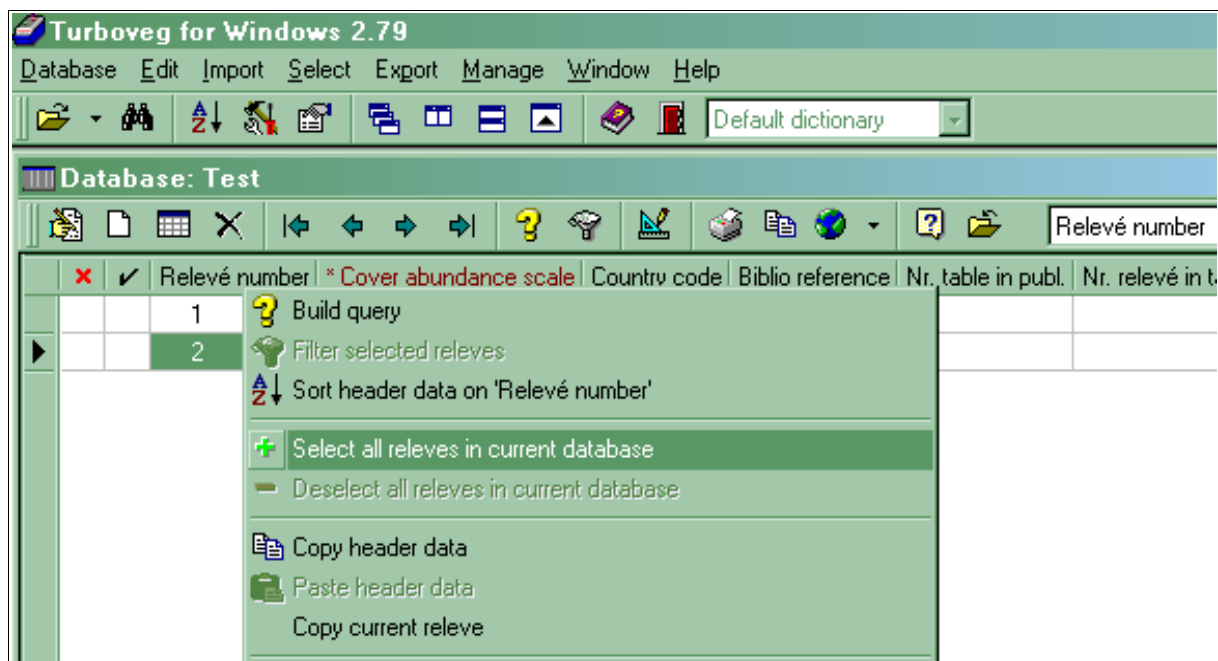 Turboveg for Windows 2.79
Database Edit Import Select Export Manage Window Help
Default dictionary
Database: Test
Relevé number
Relevé number * Cover abundance scale Country code Biblio reference Nr. table in publ. Nr. relevé in t
1
2
Build query
Filter selected releves
Sort header data on 'Relevé number'
Select all releves in current database
Deselect all releves in current database
Copy header data
Paste header data
Copy current releve